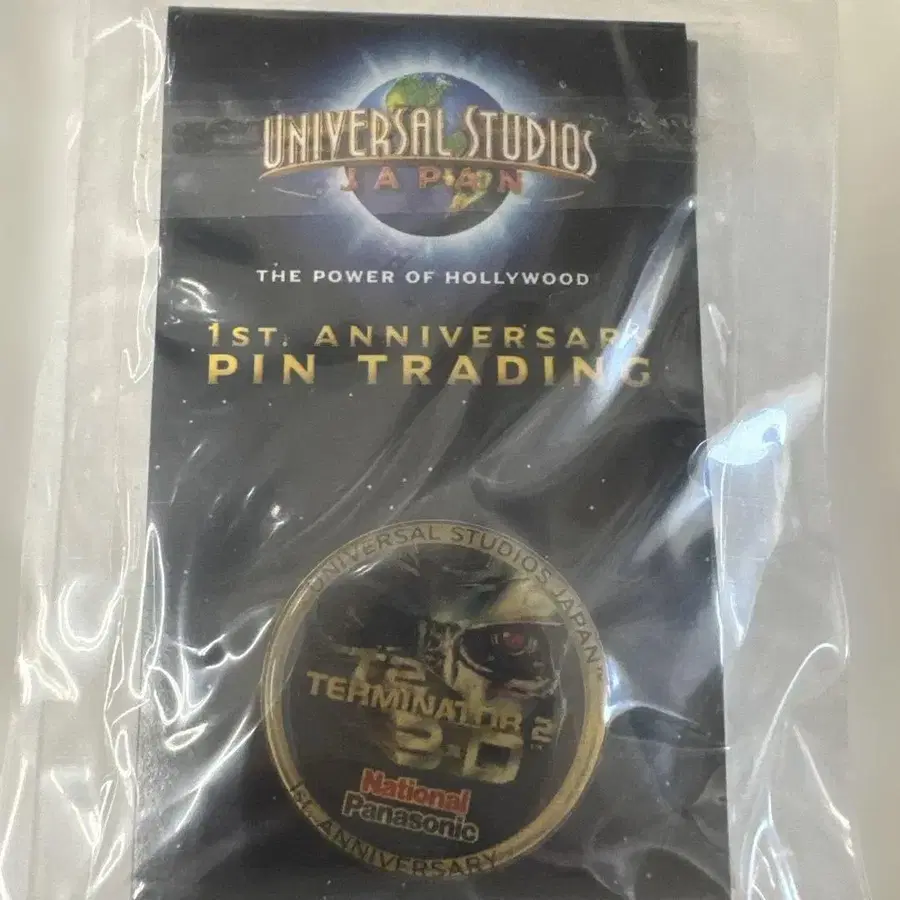 UNIVERSAL STUDIOS
JAPAN
THE POWER OF HOLLYWOOD
1ST. ANNIVERSARY
PIN TRADING
UNIVERSAL STUDIOS JAPAN™
T2
TERMINATOR
3-D
National
Panasonic
1st. ANNIVERSARY